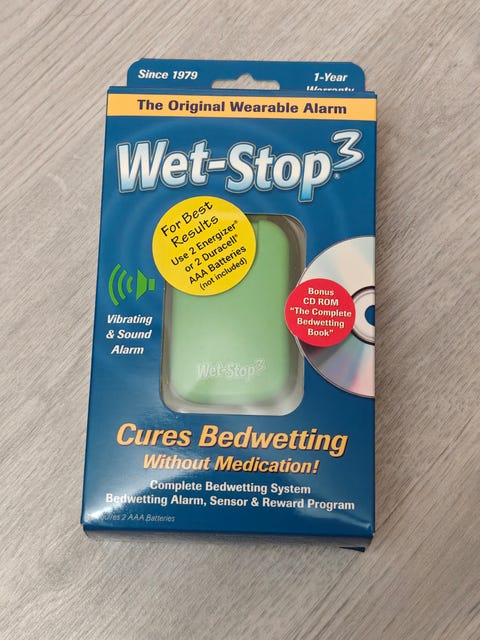 Since 1979
1-Year
Warranty
The Original Wearable Alarm
Wet-Stop3®
For Best
Results
Use 2 Energizer®
or 2 Duracell®
AAA Batteries
(not included)
Vibrating
& Sound
Alarm
Bonus
CD ROM
"The Complete
Bedwetting
Book"
Wet-Stop3
Cures Bedwetting
Without Medication!
Complete Bedwetting System
Bedwetting Alarm, Sensor & Reward Program
2 AAA Batteries